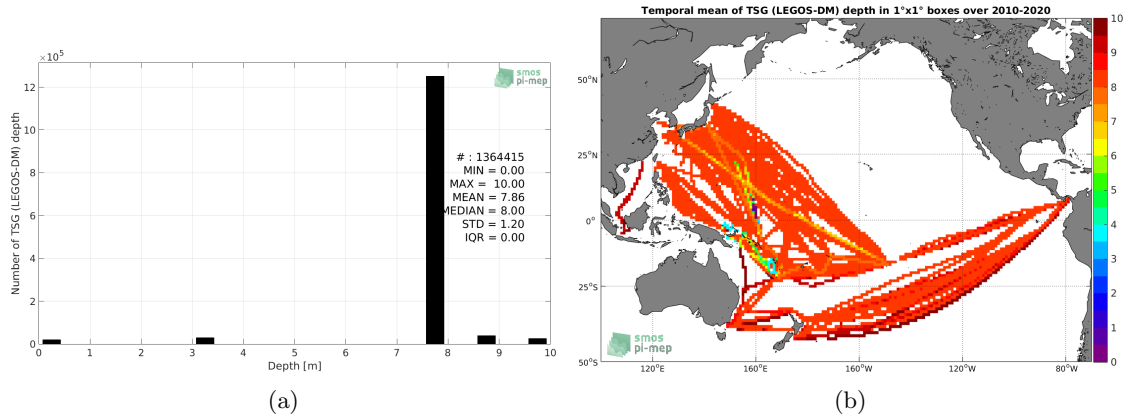 ×10⁵
12
10
8
6
4
2
0
Number of TSG (LEGOS-DM) depth
0 1 2 3 4 5 6 7 8 9 10
Depth [m]
smos
pi-mep
# : 1364415
MIN = 0.00
MAX = 10.00
MEAN = 7.86
MEDIAN = 8.00
STD = 1.20
IQR = 0.00
(a)
Temporal mean of TSG (LEGOS-DM) depth in 1°x1° boxes over 2010-2020
50°N
25°N
0°
25°S
50°S
120°E 160°E 160°W 120°W 80°W
smos
pi-mep
10
9
8
7
6
5
4
3
2
1
0
(b)